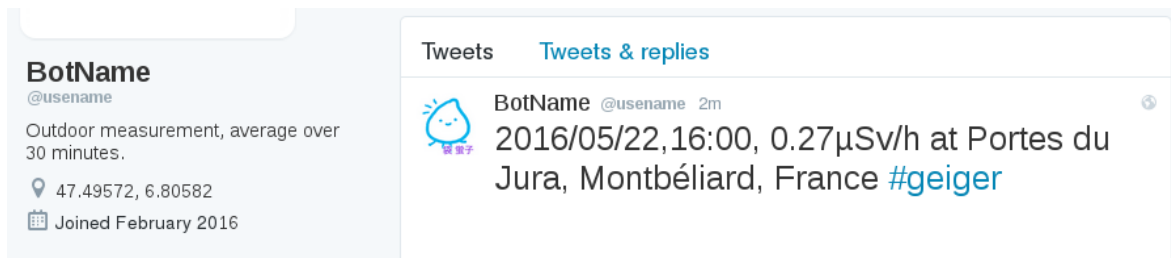 BotName
@usename
Outdoor measurement, average over
30 minutes.
47.49572, 6.80582
Joined February 2016
Tweets Tweets & replies
BotName @usename 2m
2016/05/22,16:00, 0.27µSv/h at Portes du
Jura, Montbéliard, France #geiger